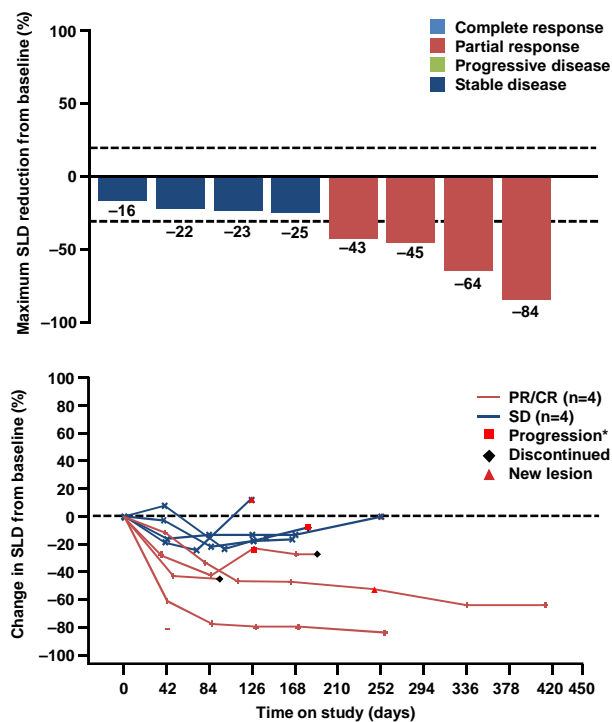 Maximum SLD reduction from baseline (%)
100
50
0
–50
–100
Complete response
Partial response
Progressive disease
Stable disease
–16
–22
–23
–25
–43
–45
–64
–84
Change in SLD from baseline (%)
100
80
60
40
20
0
–20
–40
–60
–80
–100
PR/CR (n=4)
SD (n=4)
Progression*
Discontinued
New lesion
0 42 84 126 168 210 252 294 336 378 420 450
Time on study (days)